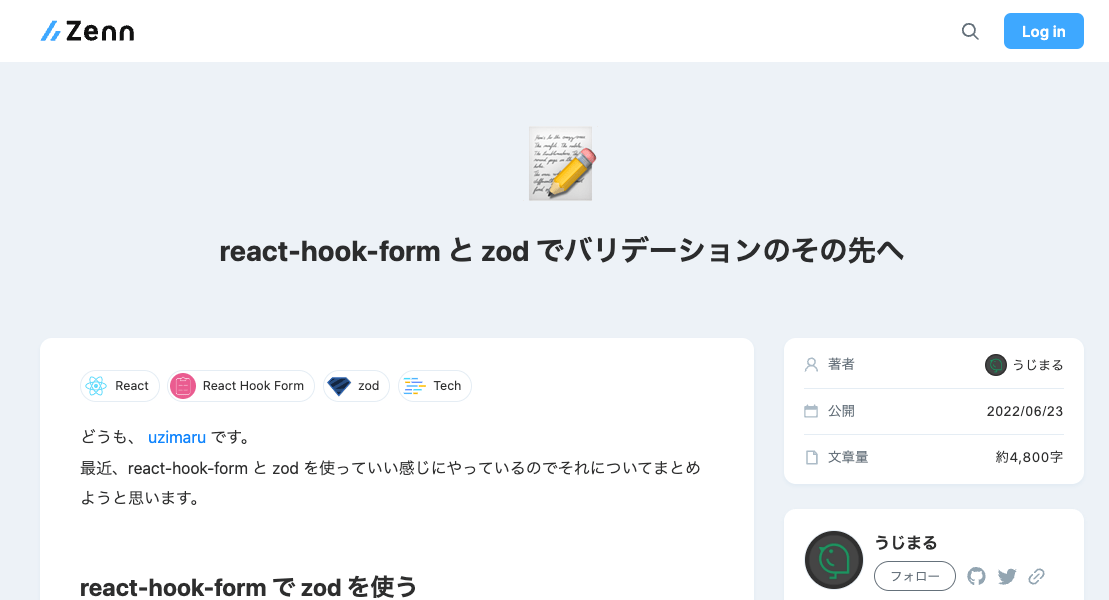 Zenn
Log in
react-hook-form と zod でバリデーションのその先へ
React
React Hook Form
zod
Tech
どうも、 uzimaru です。
最近、react-hook-form と zod を使っていい感じにやっているのでそれについてまとめ
ようと思います。
react-hook-form で zod を使う
著者
うじまる
公開
2022/06/23
文章量
約4,800字
うじまる
フォロー